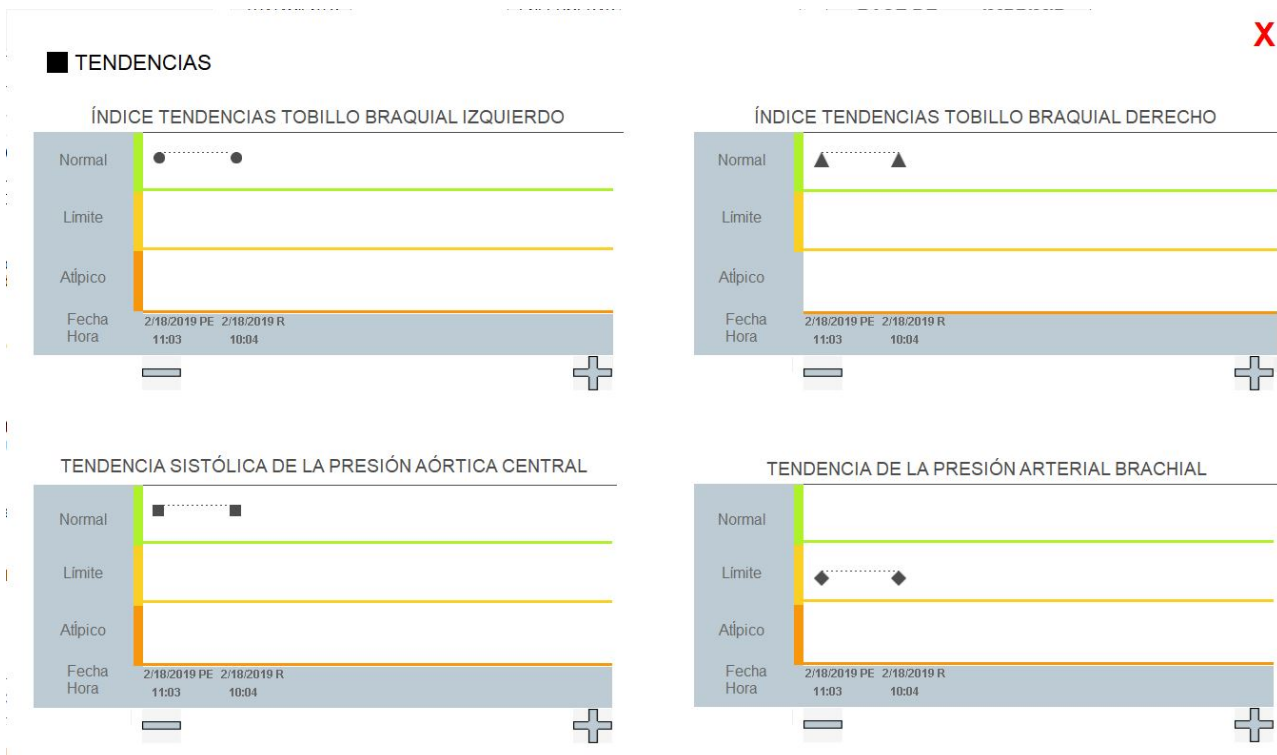 X
TENDENCIAS
ÍNDICE TENDENCIAS TOBILLO BRAQUIAL IZQUIERDO
Normal
Límite
Atípico
Fecha
Hora
2/18/2019 PE 2/18/2019 R
11:03 10:04
ÍNDICE TENDENCIAS TOBILLO BRAQUIAL DERECHO
Normal
Límite
Atípico
Fecha
Hora
2/18/2019 PE 2/18/2019 R
11:03 10:04
TENDENCIA SISTÓLICA DE LA PRESIÓN AÓRTICA CENTRAL
Normal
Límite
Atípico
Fecha
Hora
2/18/2019 PE 2/18/2019 R
11:03 10:04
TENDENCIA DE LA PRESIÓN ARTERIAL BRACHIAL
Normal
Límite
Atípico
Fecha
Hora
2/18/2019 PE 2/18/2019 R
11:03 10:04